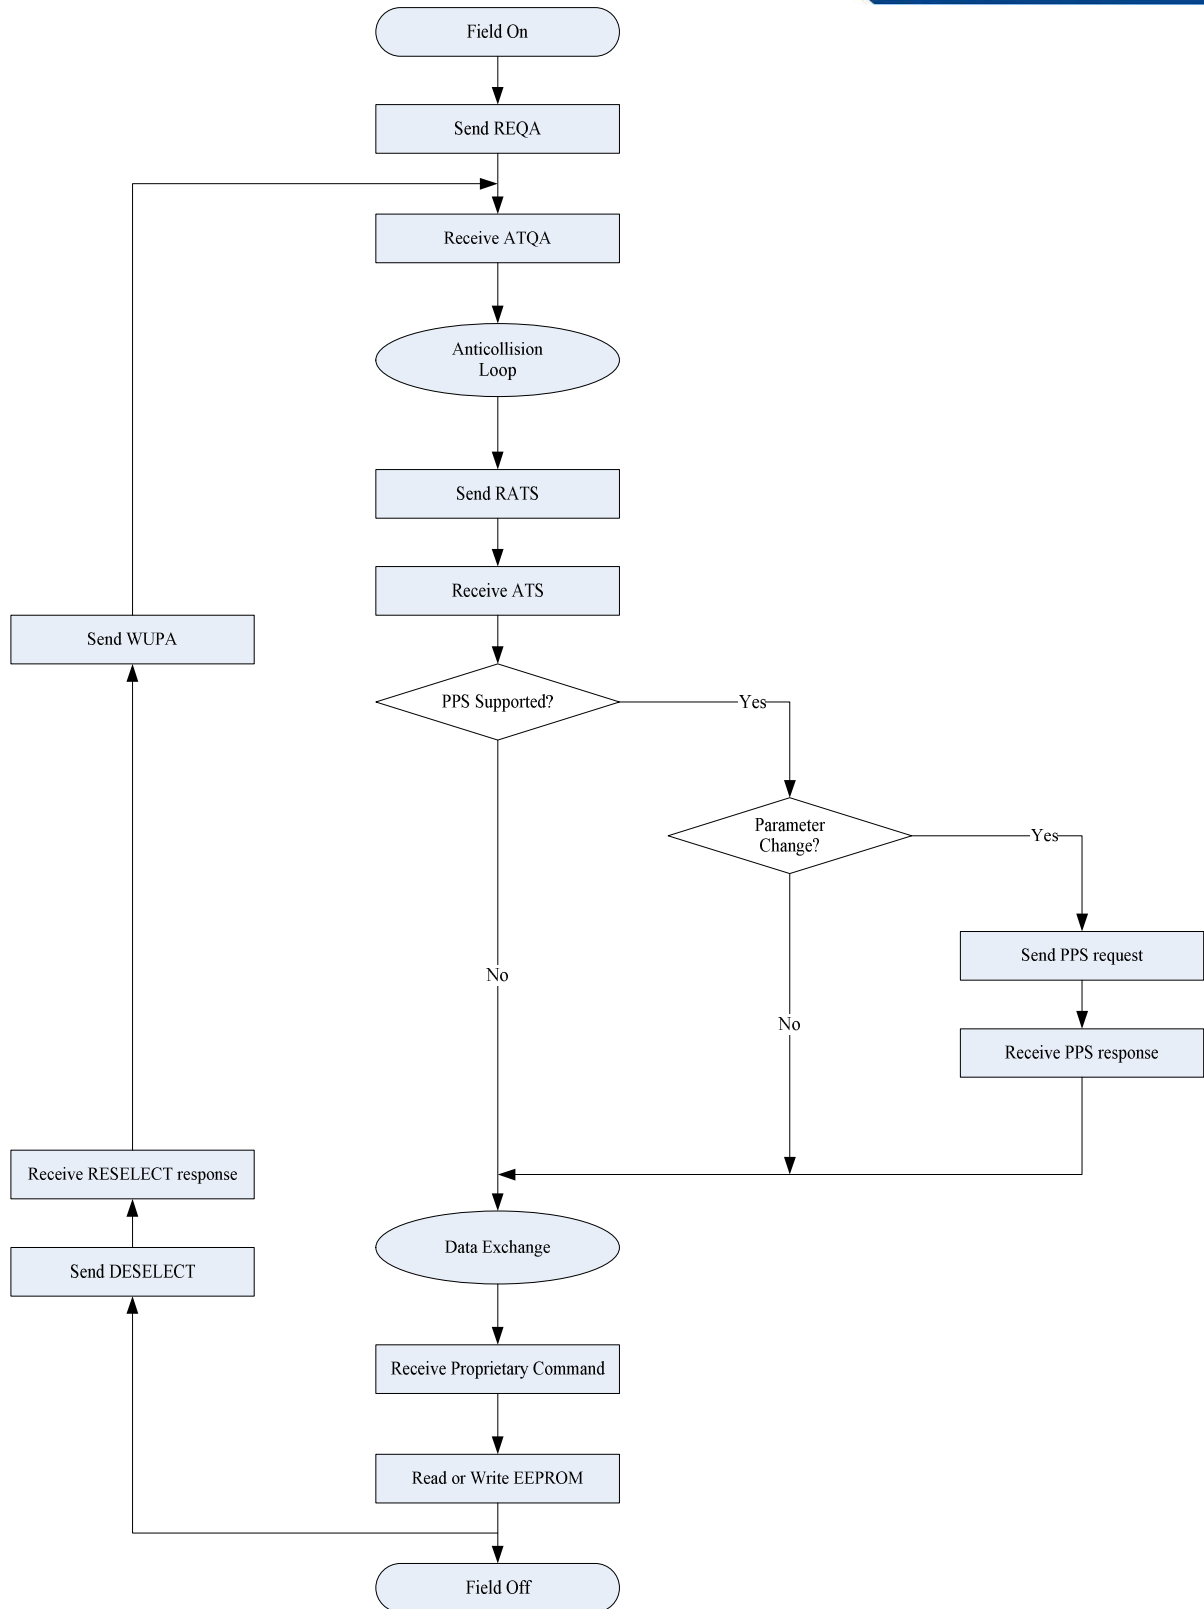 Field On
Send REQA
Receive ATQA
Anticollision
Loop
Send RATS
Receive ATS
Send WUPA
PPS Supported?
Yes
Parameter
Change?
Yes
Send PPS request
No
No
Receive PPS response
Receive RESELECT response
Data Exchange
Send DESELECT
Receive Proprietary Command
Read or Write EEPROM
Field Off